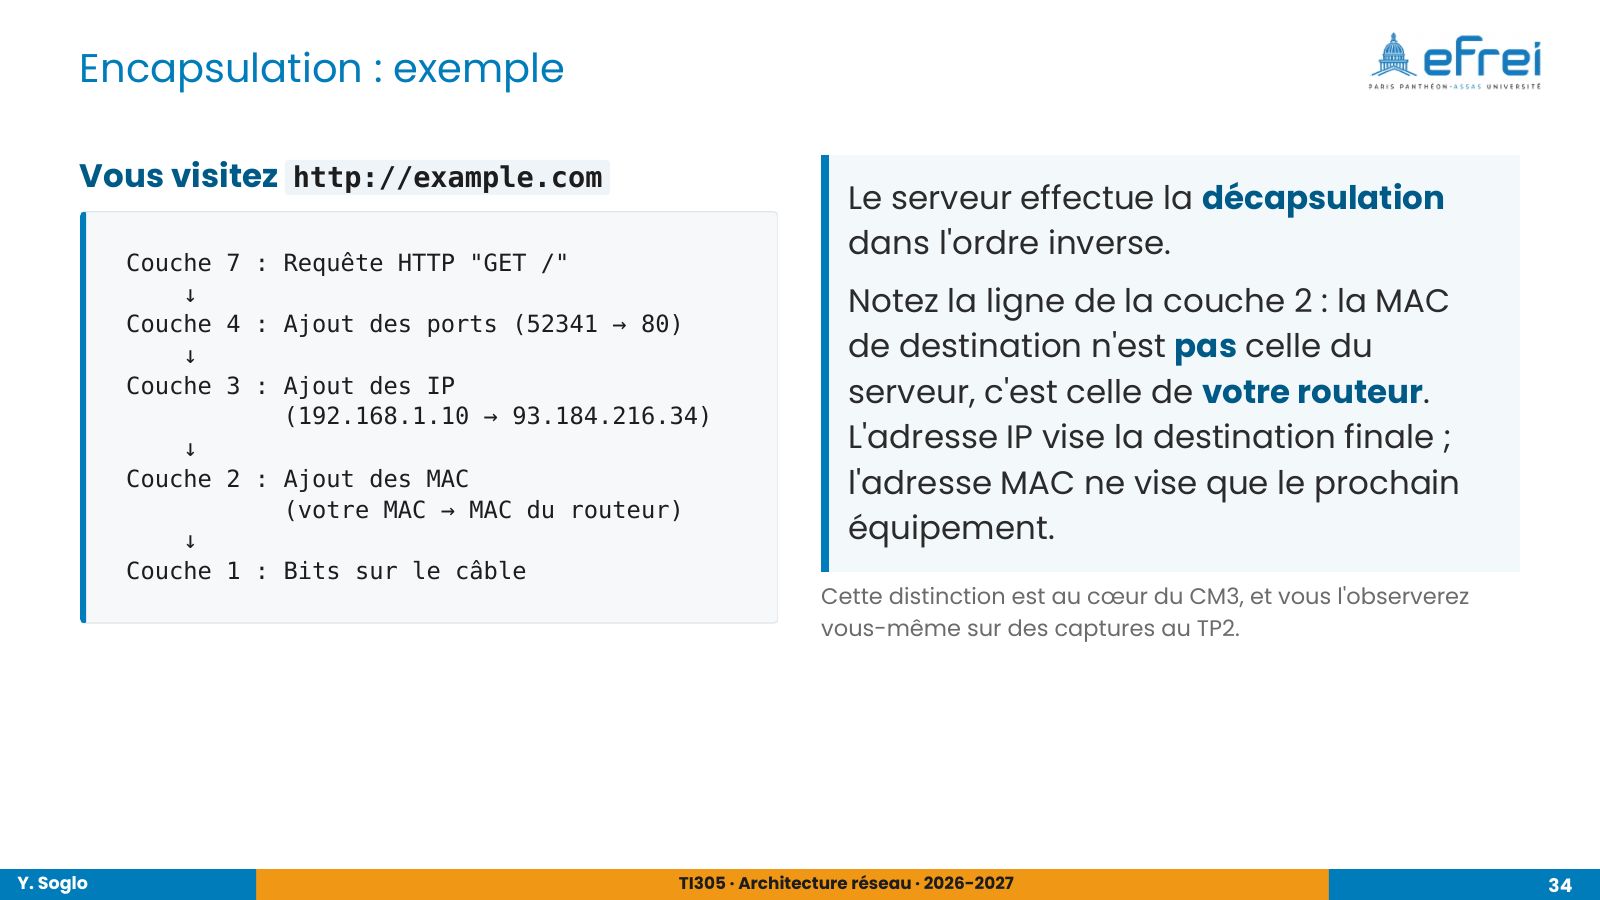 Encapsulation : exemple
efrei
PARIS PANTHÉON-ASSAS UNIVERSITÉ
Vous visitez http://example.com
Couche 7 : Requête HTTP "GET /"
↓
Couche 4 : Ajout des ports (52341 → 80)
↓
Couche 3 : Ajout des IP
(192.168.1.10 → 93.184.216.34)
↓
Couche 2 : Ajout des MAC
(votre MAC → MAC du routeur)
↓
Couche 1 : Bits sur le câble
Le serveur effectue la décapsulation
dans l'ordre inverse.
Notez la ligne de la couche 2 : la MAC
de destination n'est pas celle du
serveur, c'est celle de votre routeur.
L'adresse IP vise la destination finale ;
l'adresse MAC ne vise que le prochain
équipement.
Cette distinction est au cœur du CM3, et vous l'observerez
vous-même sur des captures au TP2.
Y. Soglo
TI305 · Architecture réseau · 2026-2027
34